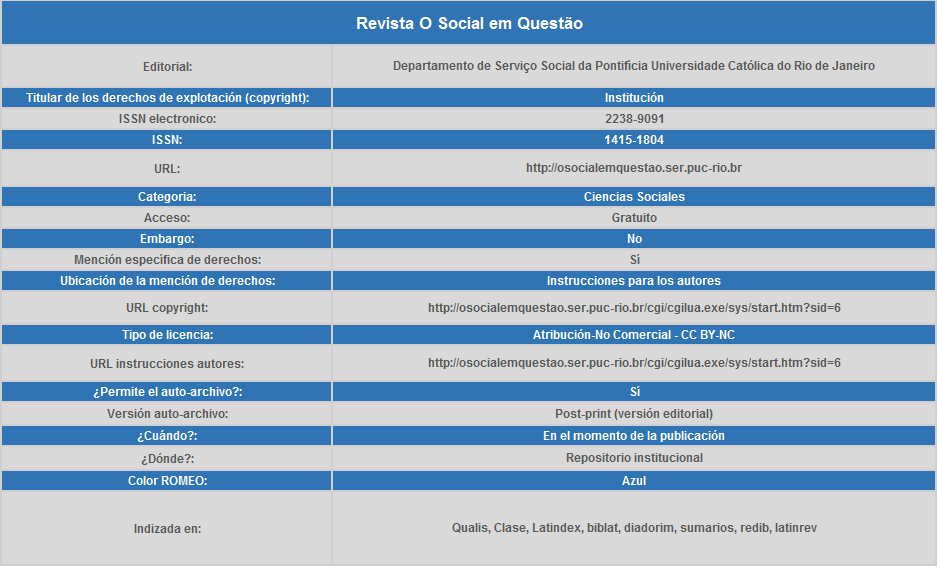 Revista O Social em Questão
Editorial: Departamento de Serviço Social da Pontifícia Universidade Católica do Rio de Janeiro
Titular de los derechos de explotación (copyright): Institución
ISSN electronico: 2238-9091
ISSN: 1415-1804
URL: http://osocialemquestao.ser.puc-rio.br
Categoria: Ciencias Sociales
Acceso: Gratuito
Embargo: No
Mención específica de derechos: Sí
Ubicación de la mención de derechos: Instrucciones para los autores
URL copyright: http://osocialemquestao.ser.puc-rio.br/cgi/cgilua.exe/sys/start.htm?sid=6
Tipo de licencia: Atribución-No Comercial - CC BY-NC
URL instrucciones autores: http://osocialemquestao.ser.puc-rio.br/cgi/cgilua.exe/sys/start.htm?sid=6
¿Permite el auto-archivo?: Sí
Versión auto-archivo: Post-print (versión editorial)
¿Cuándo?: En el momento de la publicación
¿Dónde?: Repositorio institucional
Color ROMEO: Azul
Indizada en: Qualis, Clase, Latindex, biblat, diadorim, sumarios, redib, latinrev